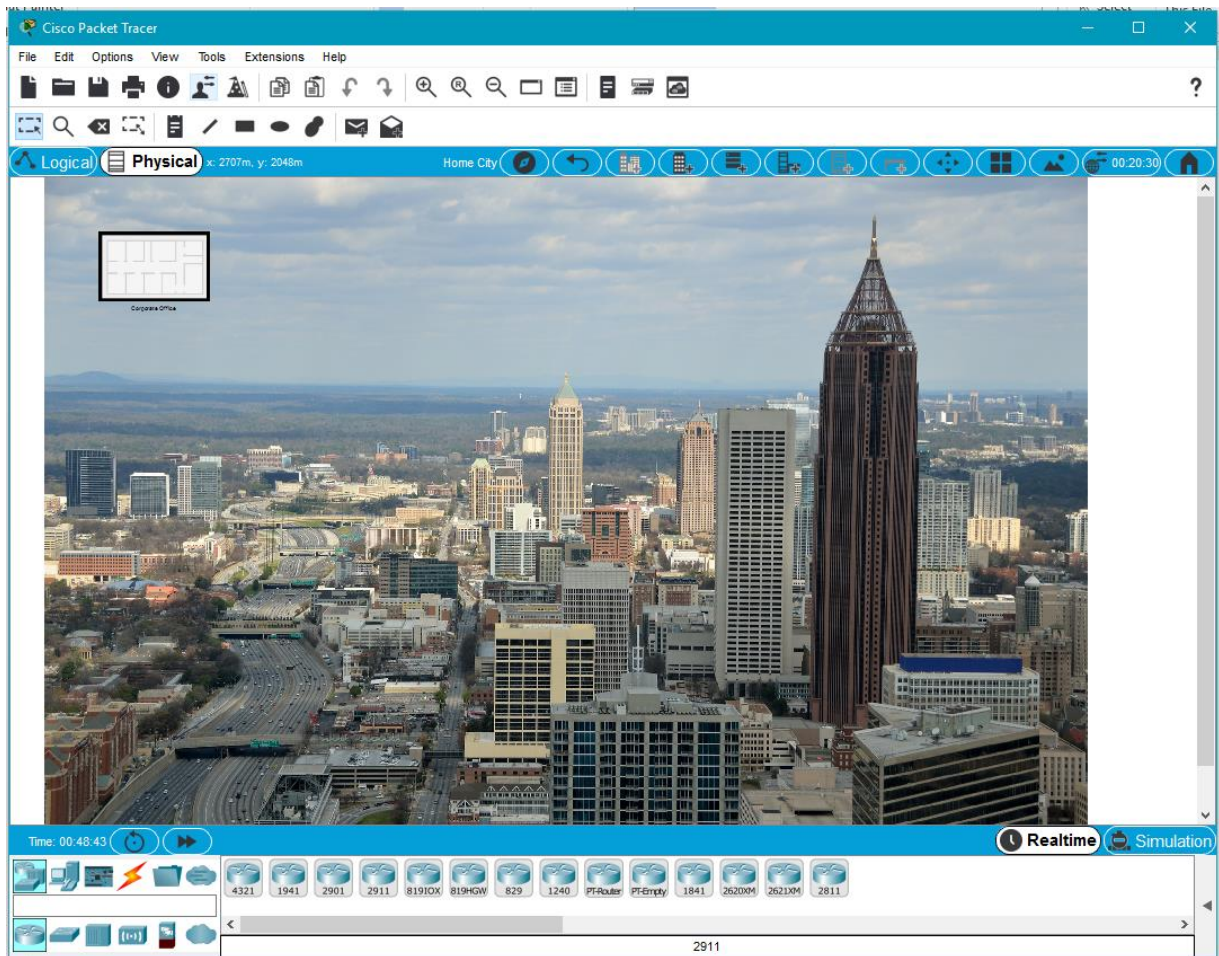 Cisco Packet Tracer
File Edit Options View Tools Extensions Help
?
Logical Physical x: 2707m, y: 2048m Home City 00:20:30
Corporate Office
Time: 00:48:43 Realtime Simulation
4321 1941 2901 2911 819IOX 819HGW 829 1240 PT-Router PT-Empty 1841 2620XM 2621XM 2811
2911